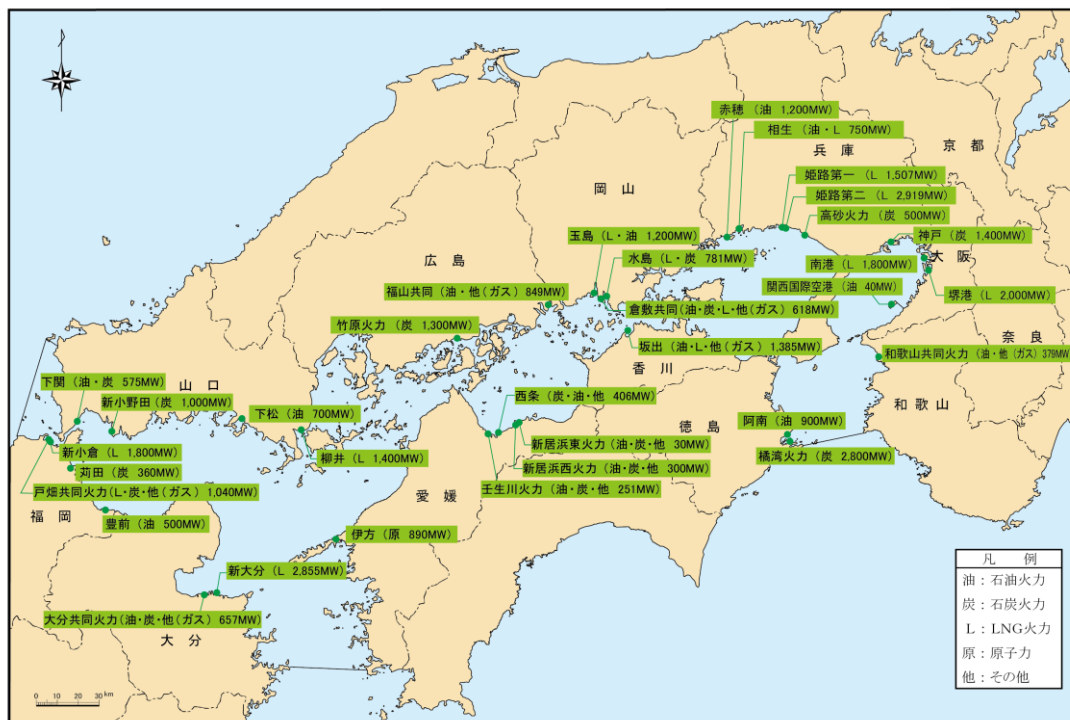 赤穂 (油 1,200MW)
相生 (油・L 750MW)
兵庫
京都
岡山
姫路第一 (L 1,507MW)
姫路第二 (L 2,919MW)
高砂火力 (炭 500MW)
神戸 (炭 1,400MW)
玉島 (L・油 1,200MW)
水島 (L・炭 781MW)
広島
南港 (L 1,800MW)
大阪
福山共同 (油・他(ガス) 849MW)
関西国際空港 (油 40MW)
堺港 (L 2,000MW)
倉敷共同(油・炭・L・他(ガス) 618MW)
竹原火力 (炭 1,300MW)
坂出 (油・L・他(ガス) 1,385MW)
奈良
和歌山共同火力 (油・他(ガス) 379MW)
香川
下関 (油・炭 575MW)
山口
新小野田 (炭 1,000MW)
下松 (油 700MW)
西条 (炭・油・他 406MW)
和歌山
徳島
阿南 (油 900MW)
新居浜東火力 (油・炭・他 30MW)
新小倉 (L 1,800MW)
柳井 (L 1,400MW)
橘湾火力 (炭 2,800MW)
新居浜西火力 (油・炭・他 300MW)
苅田 (炭 360MW)
壬生川火力 (油・炭・他 251MW)
戸畑共同火力(L・炭・他(ガス) 1,040MW)
愛媛
福岡
豊前 (油 500MW)
伊方 (原 890MW)
新大分 (L 2,855MW)
大分共同火力(油・炭・他(ガス) 657MW)
大分
凡 例
油:石油火力
炭:石炭火力
L:LNG火力
原:原子力
他:その他
0 10 20 30 km